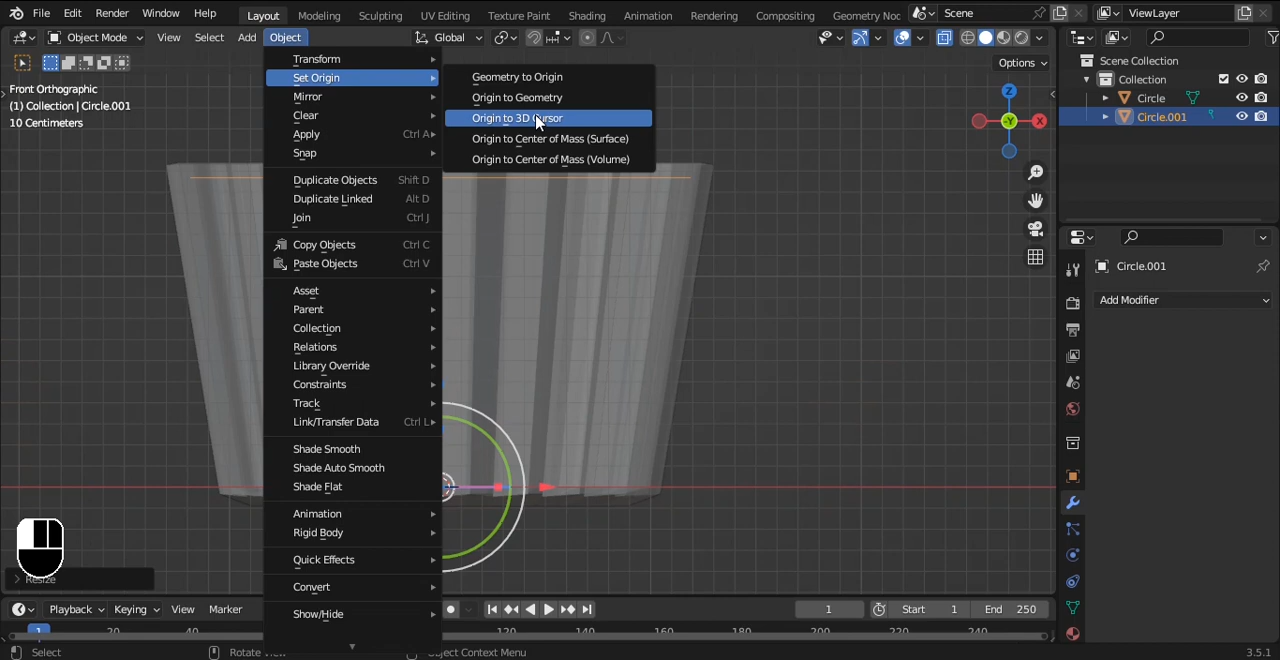 File Edit Render Window Help Layout Modeling Sculpting UV Editing Texture Paint Shading Animation Rendering Compositing Geometry Noc Scene ViewLayer
Object Mode View Select Add Object Global
Options
Front Orthographic
(1) Collection | Circle.001
10 Centimeters
Transform
Set Origin
Mirror
Clear
Apply Ctrl A
Snap
Duplicate Objects Shift D
Duplicate Linked Alt D
Join Ctrl J
Copy Objects Ctrl C
Paste Objects Ctrl V
Asset
Parent
Collection
Relations
Library Override
Constraints
Track
Link/Transfer Data Ctrl L
Shade Smooth
Shade Auto Smooth
Shade Flat
Animation
Rigid Body
Quick Effects
Convert
Show/Hide
Geometry to Origin
Origin to Geometry
Origin to 3D Cursor
Origin to Center of Mass (Surface)
Origin to Center of Mass (Volume)
Z
-Y
X
Scene Collection
Collection
Circle
Circle.001
Circle.001
Add Modifier
Resize
Playback Keying View Marker 1 Start 1 End 250
1 20 40 120 140 160 180 200 220 240
Select Rotate View Object Context Menu 3.5.1